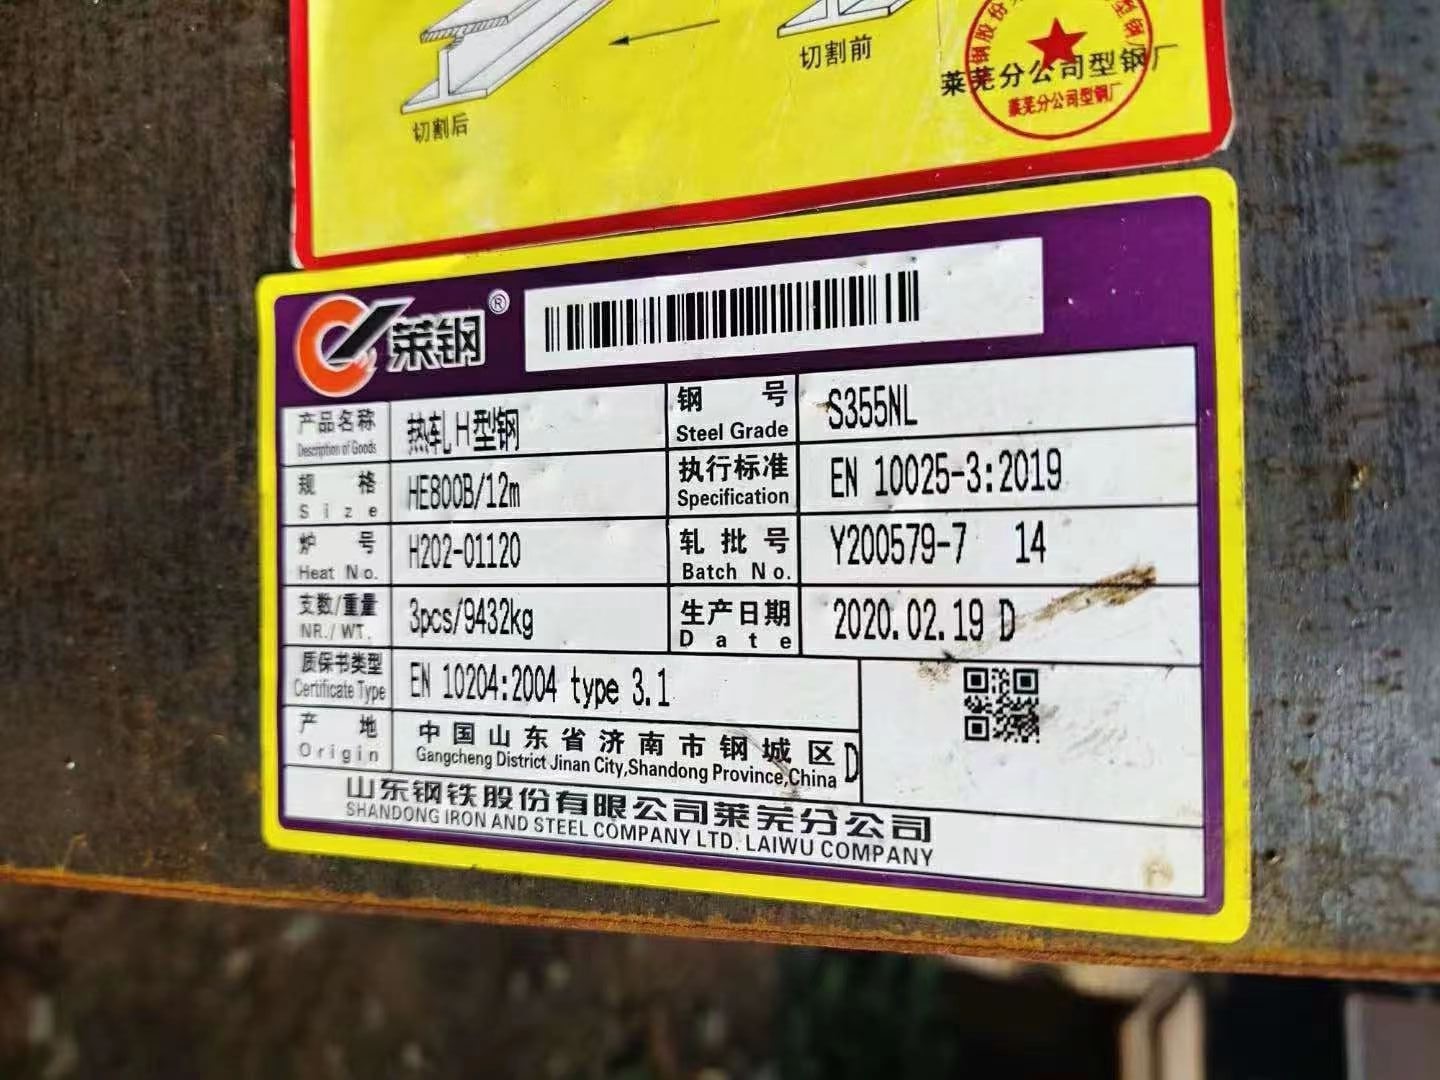 切割前
切割后
莱芜分公司型钢厂
莱芜分公司型钢厂
莱钢®
产品名称 热轧H型钢 钢号 S355NL
Description of Goods Steel Grade
规格 HE800B/12m 执行标准 EN 10025-3:2019
Size Specification
炉号 H202-01120 轧批号 Y200579-7 14
Heat No. Batch No.
支数/重量 3pcs/9432kg 生产日期 2020.02.19 D
NR./WT. Date
质保书类型 EN 10204:2004 type 3.1
Certificate Type
产地 中国山东省济南市钢城区 D
Origin Gangcheng District Jinan City,Shandong Province,China
山东钢铁股份有限公司莱芜分公司
SHANDONG IRON AND STEEL COMPANY LTD. LAIWU COMPANY